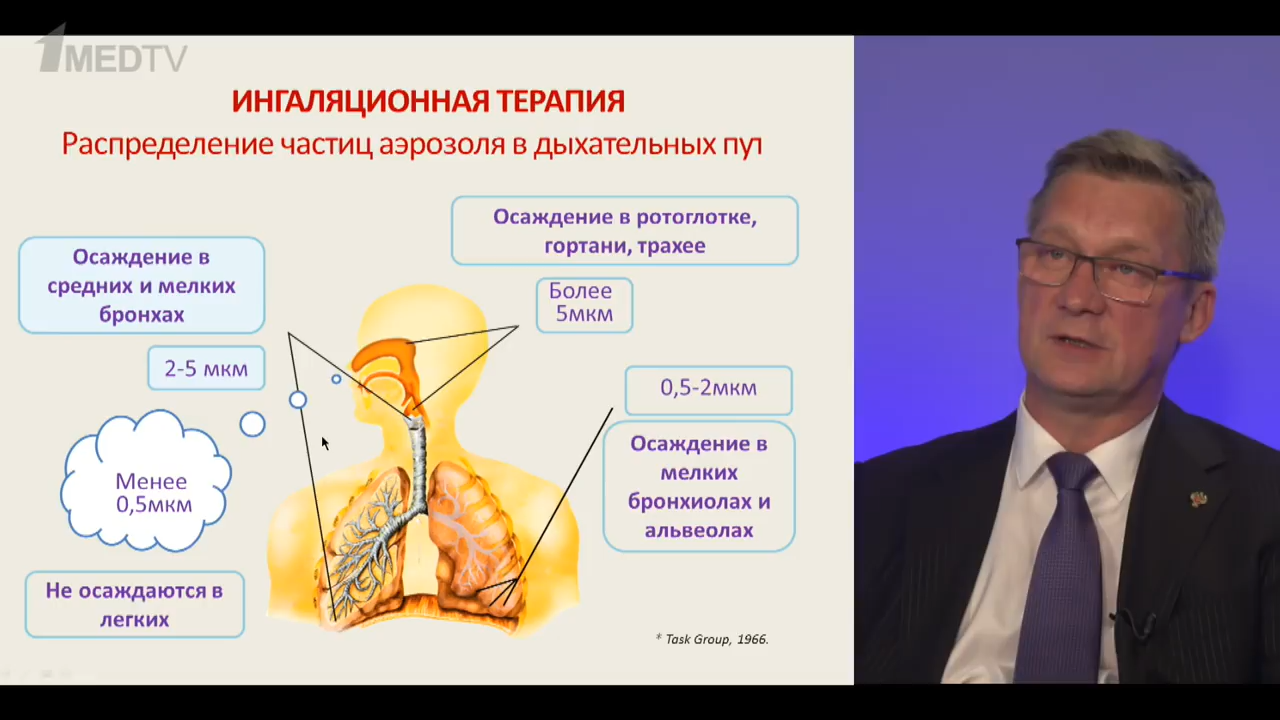 1MEDTV
ИНГАЛЯЦИОННАЯ ТЕРАПИЯ
Распределение частиц аэрозоля в дыхательных пут
Осаждение в ротоглотке,
гортани, трахее
Более
5мкм
Осаждение в
средних и мелких
бронхах
2-5 мкм
0,5-2мкм
Осаждение в
мелких
бронхиолах и
альвеолах
Менее
0,5мкм
Не осаждаются в
легких
* Task Group, 1966.